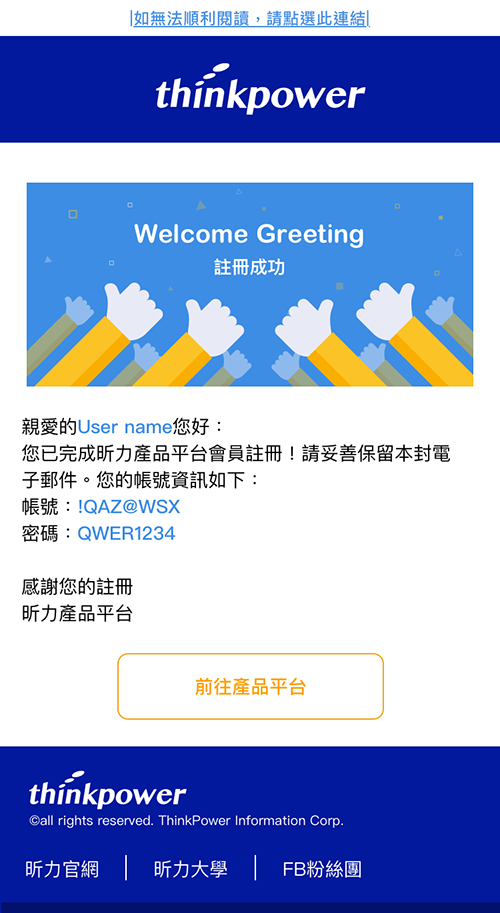 |如無法順利閱讀，請點選此連結|
thinkpower
Welcome Greeting
註冊成功
親愛的User name您好：
您已完成昕力產品平台會員註冊！請妥善保留本封電
子郵件。您的帳號資訊如下：
帳號：!QAZ@WSX
密碼：QWER1234
感謝您的註冊
昕力產品平台
前往產品平台
thinkpower
©all rights reserved. ThinkPower Information Corp.
昕力官網 | 昕力大學 | FB粉絲團